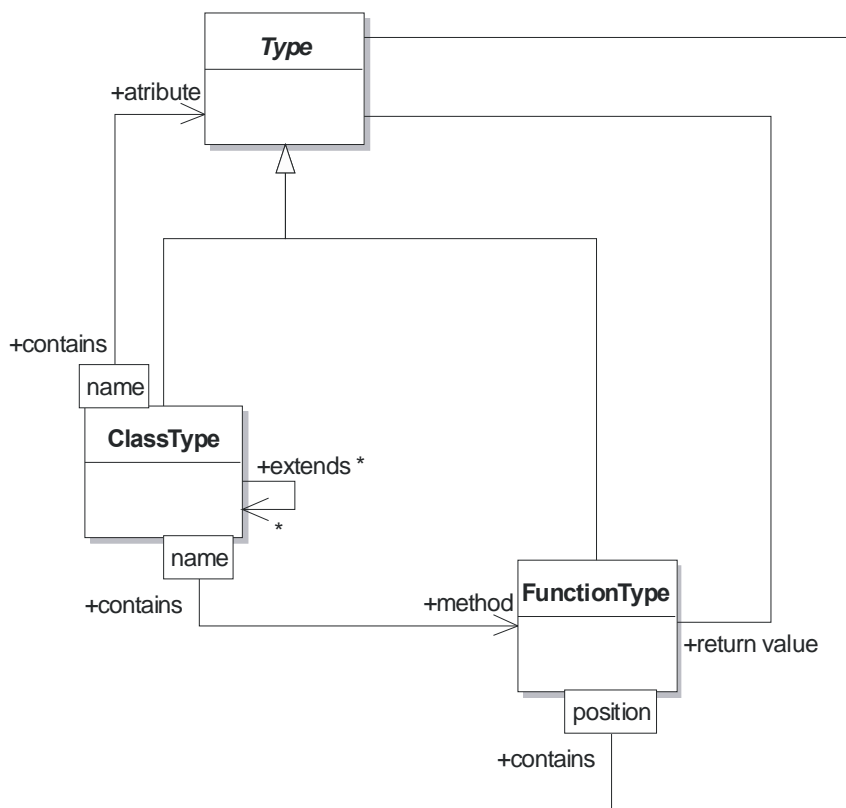 Type
+atribute
+contains
name
ClassType
+extends *
*
name
+contains
+method
FunctionType
+return value
position
+contains